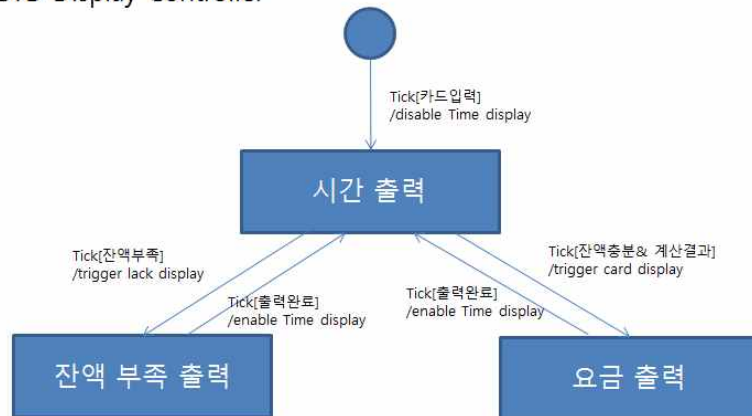 Display Controller
Tick[카드입력]
/disable Time display
시간 출력
Tick[잔액부족]
/trigger lack display
Tick[출력완료]
/enable Time display
Tick[출력완료]
/enable Time display
Tick[잔액충분& 계산결과]
/trigger card display
잔액 부족 출력
요금 출력